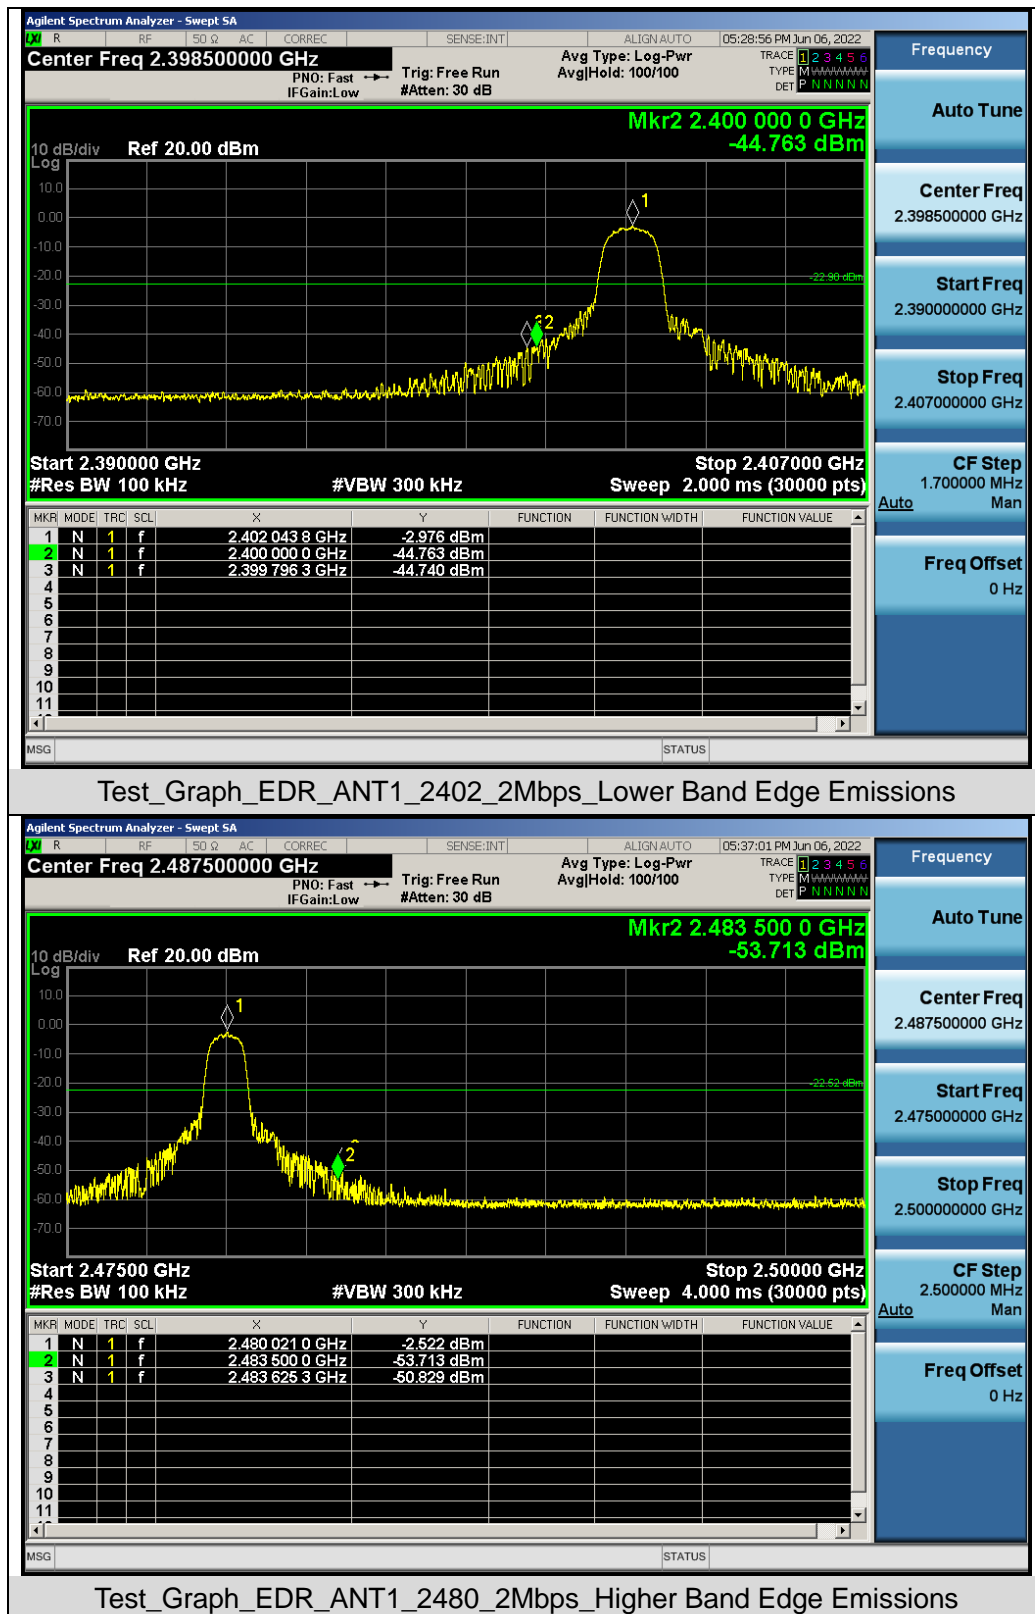 Agilent Spectrum Analyzer - Swept SA
LXI R RF 50 Ω AC CORREC SENSE:INT ALIGN AUTO 05:28:56 PM Jun 06, 2022
Center Freq 2.398500000 GHz
PNO: Fast
IFGain:Low
Trig: Free Run
#Atten: 30 dB
Avg Type: Log-Pwr
Avg|Hold: 100/100
TRACE 1 2 3 4 5 6
TYPE M WWWWW
DET P N N N N N
Frequency
Auto Tune
Center Freq
2.398500000 GHz
Start Freq
2.390000000 GHz
Stop Freq
2.407000000 GHz
CF Step
1.700000 MHz
Auto Man
Freq Offset
0 Hz
Mkr2 2.400 000 0 GHz
-44.763 dBm
10 dB/div Ref 20.00 dBm
Log
10.0
0.00
-10.0
-20.0
-30.0
-40.0
-50.0
-60.0
-70.0
1
2
-22.98 dBm
Start 2.390000 GHz Stop 2.407000 GHz
#Res BW 100 kHz #VBW 300 kHz Sweep 2.000 ms (30000 pts)
MKR MODE TRC SCL X Y FUNCTION FUNCTION WIDTH FUNCTION VALUE
1 N 1 f 2.402 043 8 GHz -2.976 dBm
2 N 1 f 2.400 000 0 GHz -44.763 dBm
3 N 1 f 2.399 796 3 GHz -44.740 dBm
4
5
6
7
8
9
10
11
MSG STATUS
Test_Graph_EDR_ANT1_2402_2Mbps_Lower Band Edge Emissions
Agilent Spectrum Analyzer - Swept SA
LXI R RF 50 Ω AC CORREC SENSE:INT ALIGN AUTO 05:37:01 PM Jun 06, 2022
Center Freq 2.487500000 GHz
PNO: Fast
IFGain:Low
Trig: Free Run
#Atten: 30 dB
Avg Type: Log-Pwr
Avg|Hold: 100/100
TRACE 1 2 3 4 5 6
TYPE M WWWWW
DET P N N N N N
Frequency
Auto Tune
Center Freq
2.487500000 GHz
Start Freq
2.475000000 GHz
Stop Freq
2.500000000 GHz
CF Step
2.500000 MHz
Auto Man
Freq Offset
0 Hz
Mkr2 2.483 500 0 GHz
-53.713 dBm
10 dB/div Ref 20.00 dBm
Log
10.0
0.00
-10.0
-20.0
-30.0
-40.0
-50.0
-60.0
-70.0
1
2
-22.52 dBm
Start 2.47500 GHz Stop 2.50000 GHz
#Res BW 100 kHz #VBW 300 kHz Sweep 4.000 ms (30000 pts)
MKR MODE TRC SCL X Y FUNCTION FUNCTION WIDTH FUNCTION VALUE
1 N 1 f 2.480 021 0 GHz -2.522 dBm
2 N 1 f 2.483 500 0 GHz -53.713 dBm
3 N 1 f 2.483 625 3 GHz -50.829 dBm
4
5
6
7
8
9
10
11
MSG STATUS
Test_Graph_EDR_ANT1_2480_2Mbps_Higher Band Edge Emissions